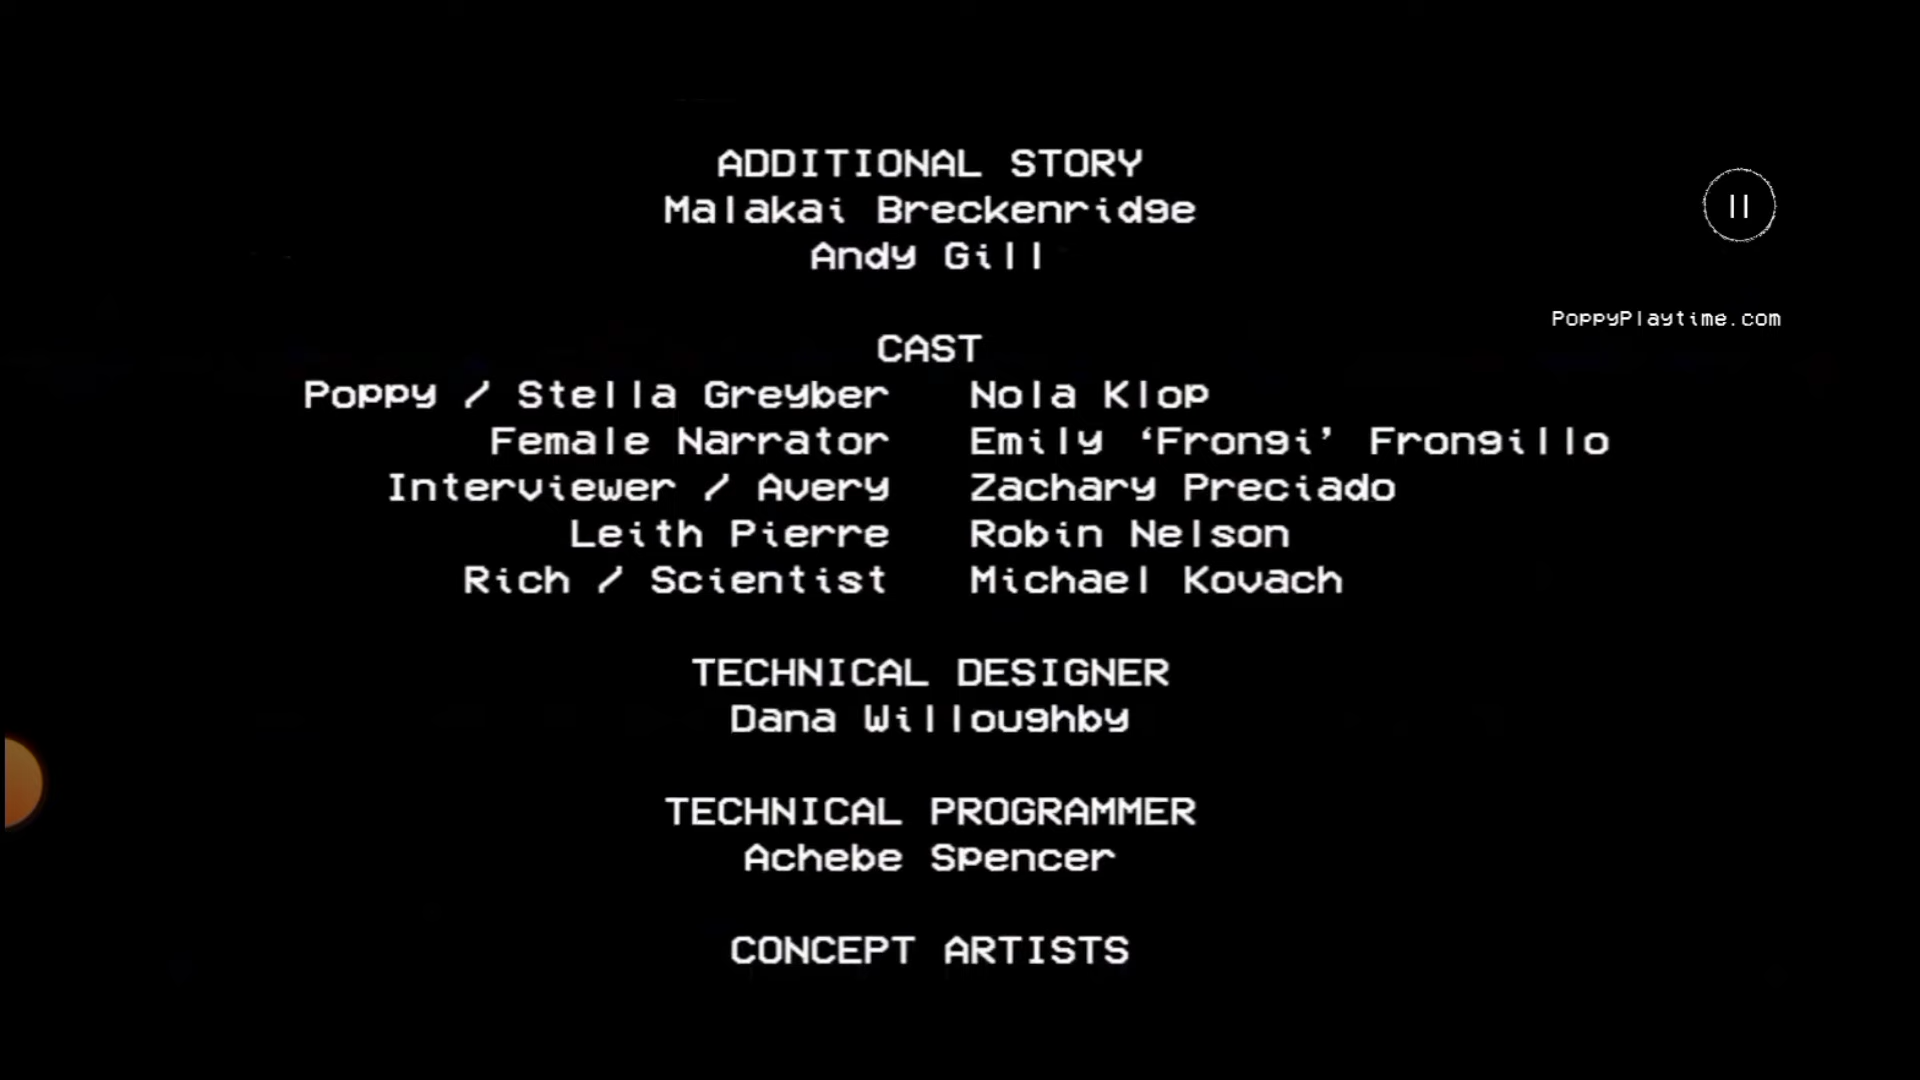 ADDITIONAL STORY
Malakai Breckenridge
Andy Gill
PoppyPlaytime.com
CAST
Poppy / Stella Greyber Nola Klop
Female Narrator Emily ‘Frongi’ Frongillo
Interviewer / Avery Zachary Preciado
Leith Pierre Robin Nelson
Rich / Scientist Michael Kovach
TECHNICAL DESIGNER
Dana Willoughby
TECHNICAL PROGRAMMER
Achebe Spencer
CONCEPT ARTISTS